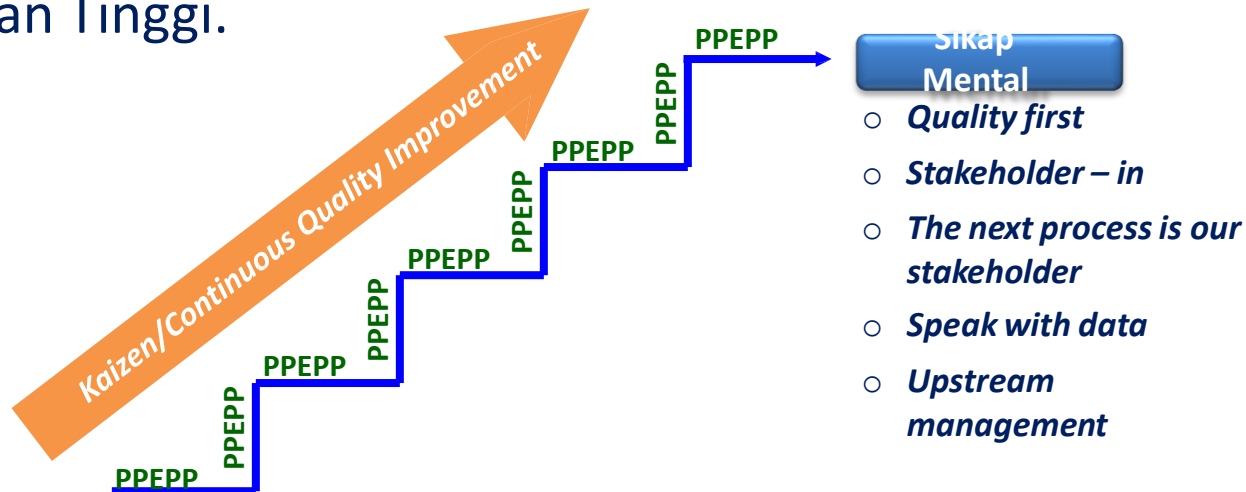 an Tinggi.
Kaizen/Continuous Quality Improvement
PPEPP
PPEPP
PPEPP
PPEPP
PPEPP
PPEPP
PPEPP
PPEPP
PPEPP
Sikap
Mental
o Quality first
o Stakeholder – in
o The next process is our
stakeholder
o Speak with data
o Upstream
management